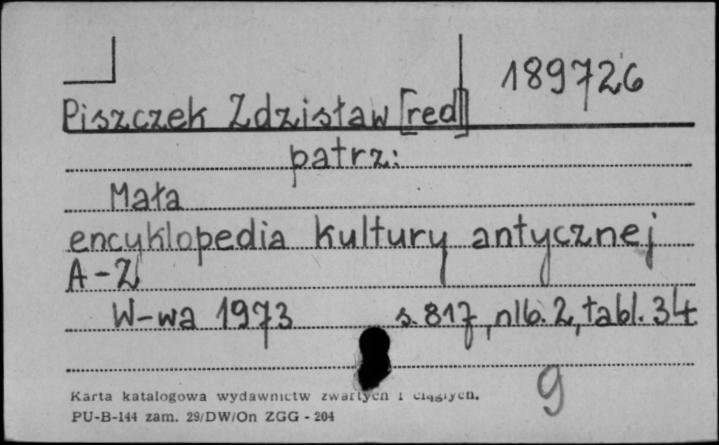 189726
Piszczek Zdzisław [red]
patrz:
Mała
encyklopedia kultury antycznej
A-Z
W-wa 1973 s. 817, nlb. 2, tabl. 34
g
Karta katalogowa wydawnictw zwartych i ciągłych.
PU-B-144 zam. 29/DW/On ZGG - 204